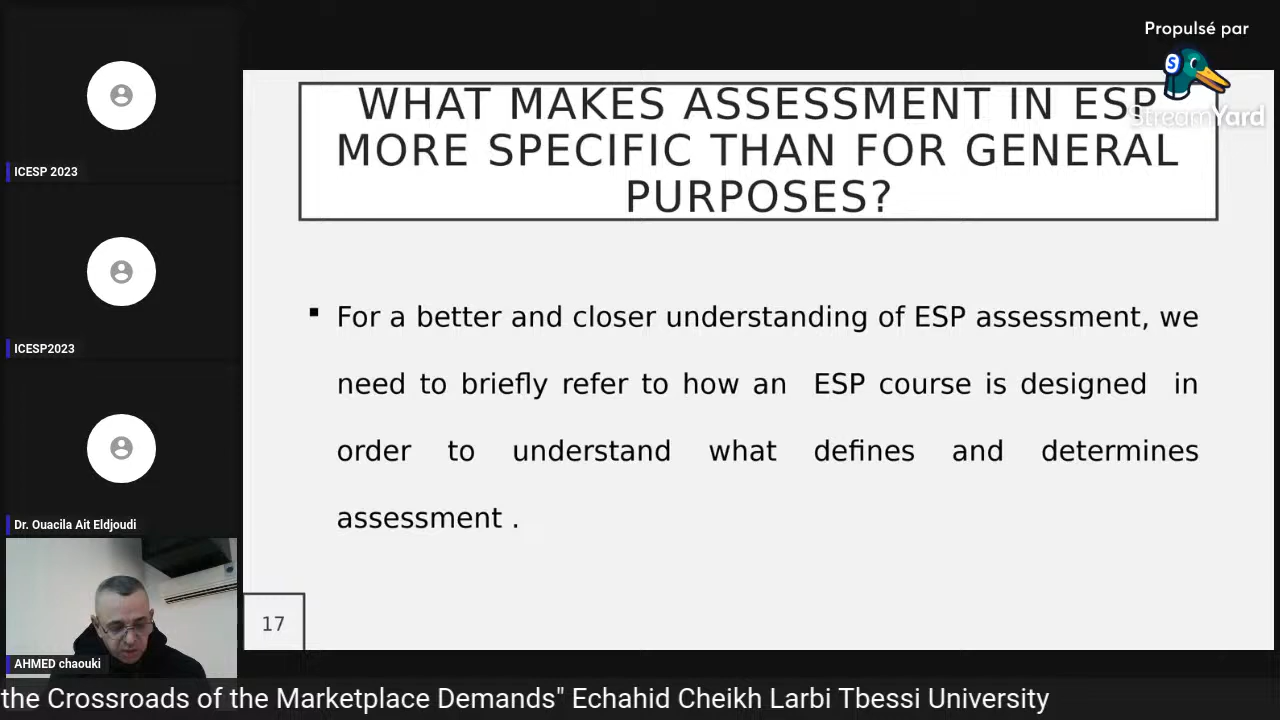 Propulsé par
StreamYard
ICESP 2023
ICESP2023
Dr. Ouacila Ait Eldjoudi
AHMED chaouki
WHAT MAKES ASSESSMENT IN ESP
MORE SPECIFIC THAN FOR GENERAL
PURPOSES?
▪ For a better and closer understanding of ESP assessment, we
need to briefly refer to how an ESP course is designed in
order to understand what defines and determines
assessment .
17
the Crossroads of the Marketplace Demands" Echahid Cheikh Larbi Tbessi University